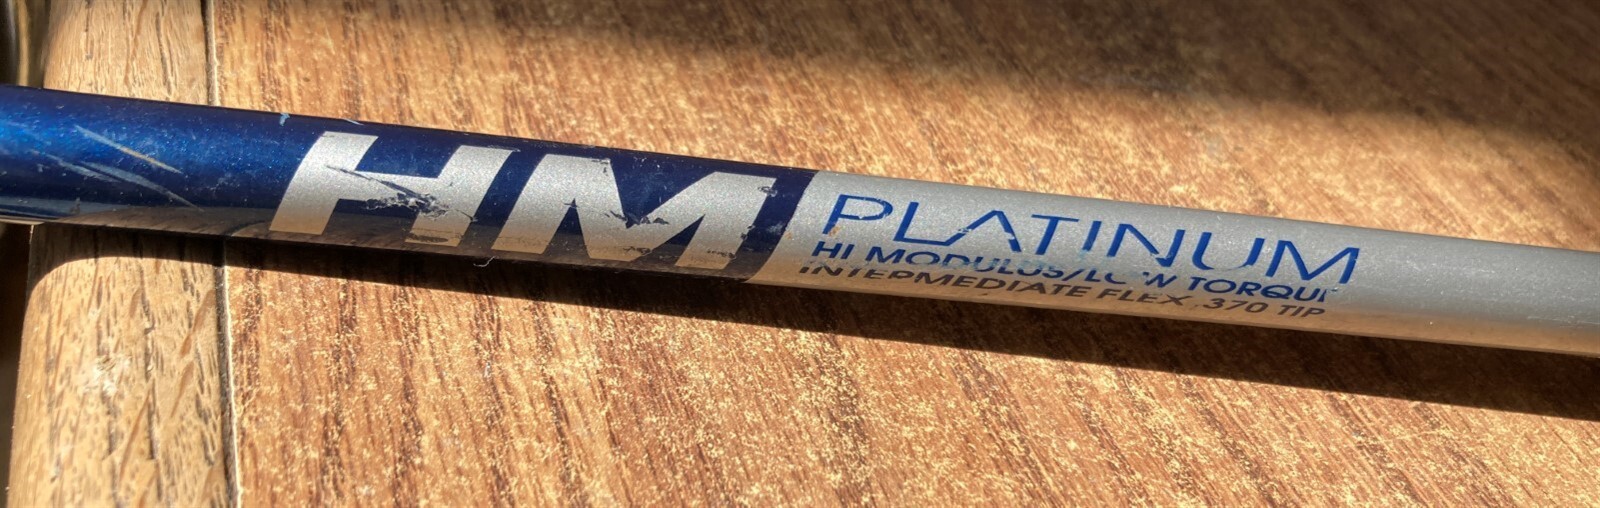 HM
PLATINUM
HI MODULUS/LOW TORQUE
INTERMEDIATE FLEX 370 TIP